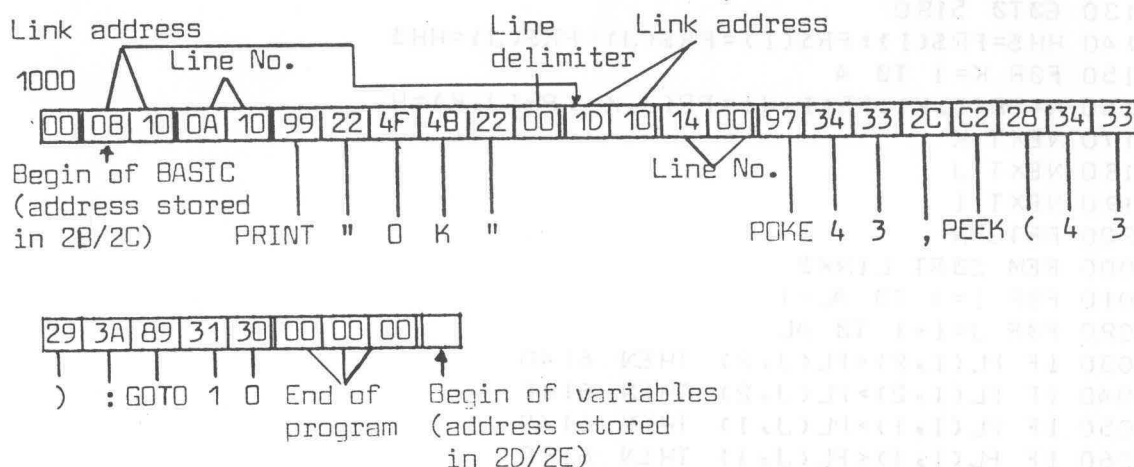 Link address
Line delimiter
Link address
Line No.
1000
00 0B 10 0A 10 99 22 4F 4B 22 00 1D 10 14 00 97 34 33 2C C2 28 34 33
Begin of BASIC
(address stored
in 2B/2C)
Line No.
PRINT " O K " POKE 4 3 , PEEK ( 4 3
29 3A 89 31 30 00 00 00
) : GOTO 1 0
End of
program
Begin of variables
(address stored
in 2D/2E)